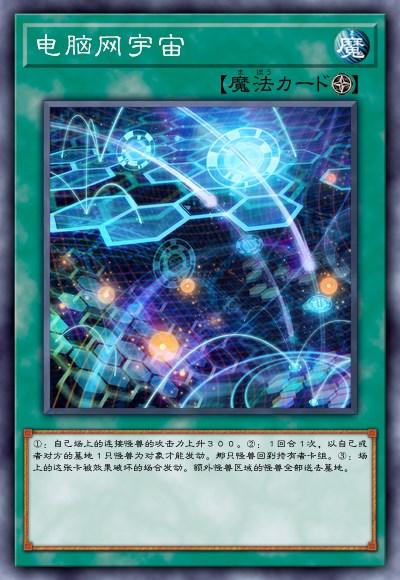 电脑网宇宙
魔
【魔法カード】
まほう
①：自己场上的连接怪兽的攻击力上升３００。②：１回合１次，以自己或
者对方的墓地１只怪兽为对象才能发动。那只怪兽回到持有者卡组。③：场
上的这张卡被效果破坏的场合发动。额外怪兽区域的怪兽全部送去墓地。